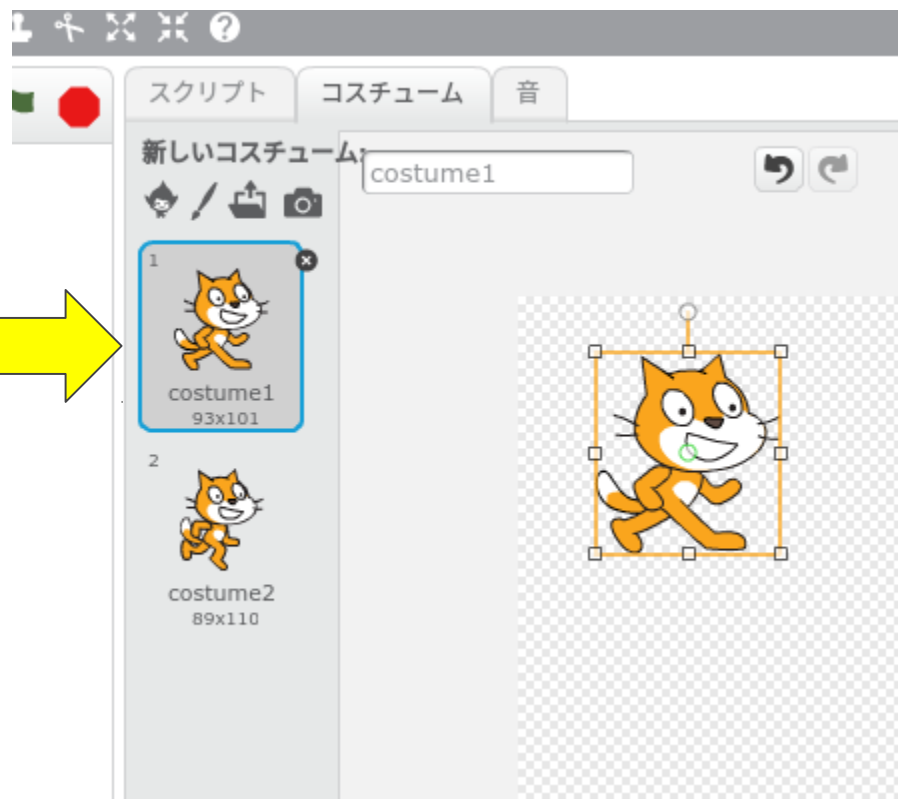 スクリプト
コスチューム
音
新しいコスチューム:
costume1
1
costume1
93x101
2
costume2
89x110